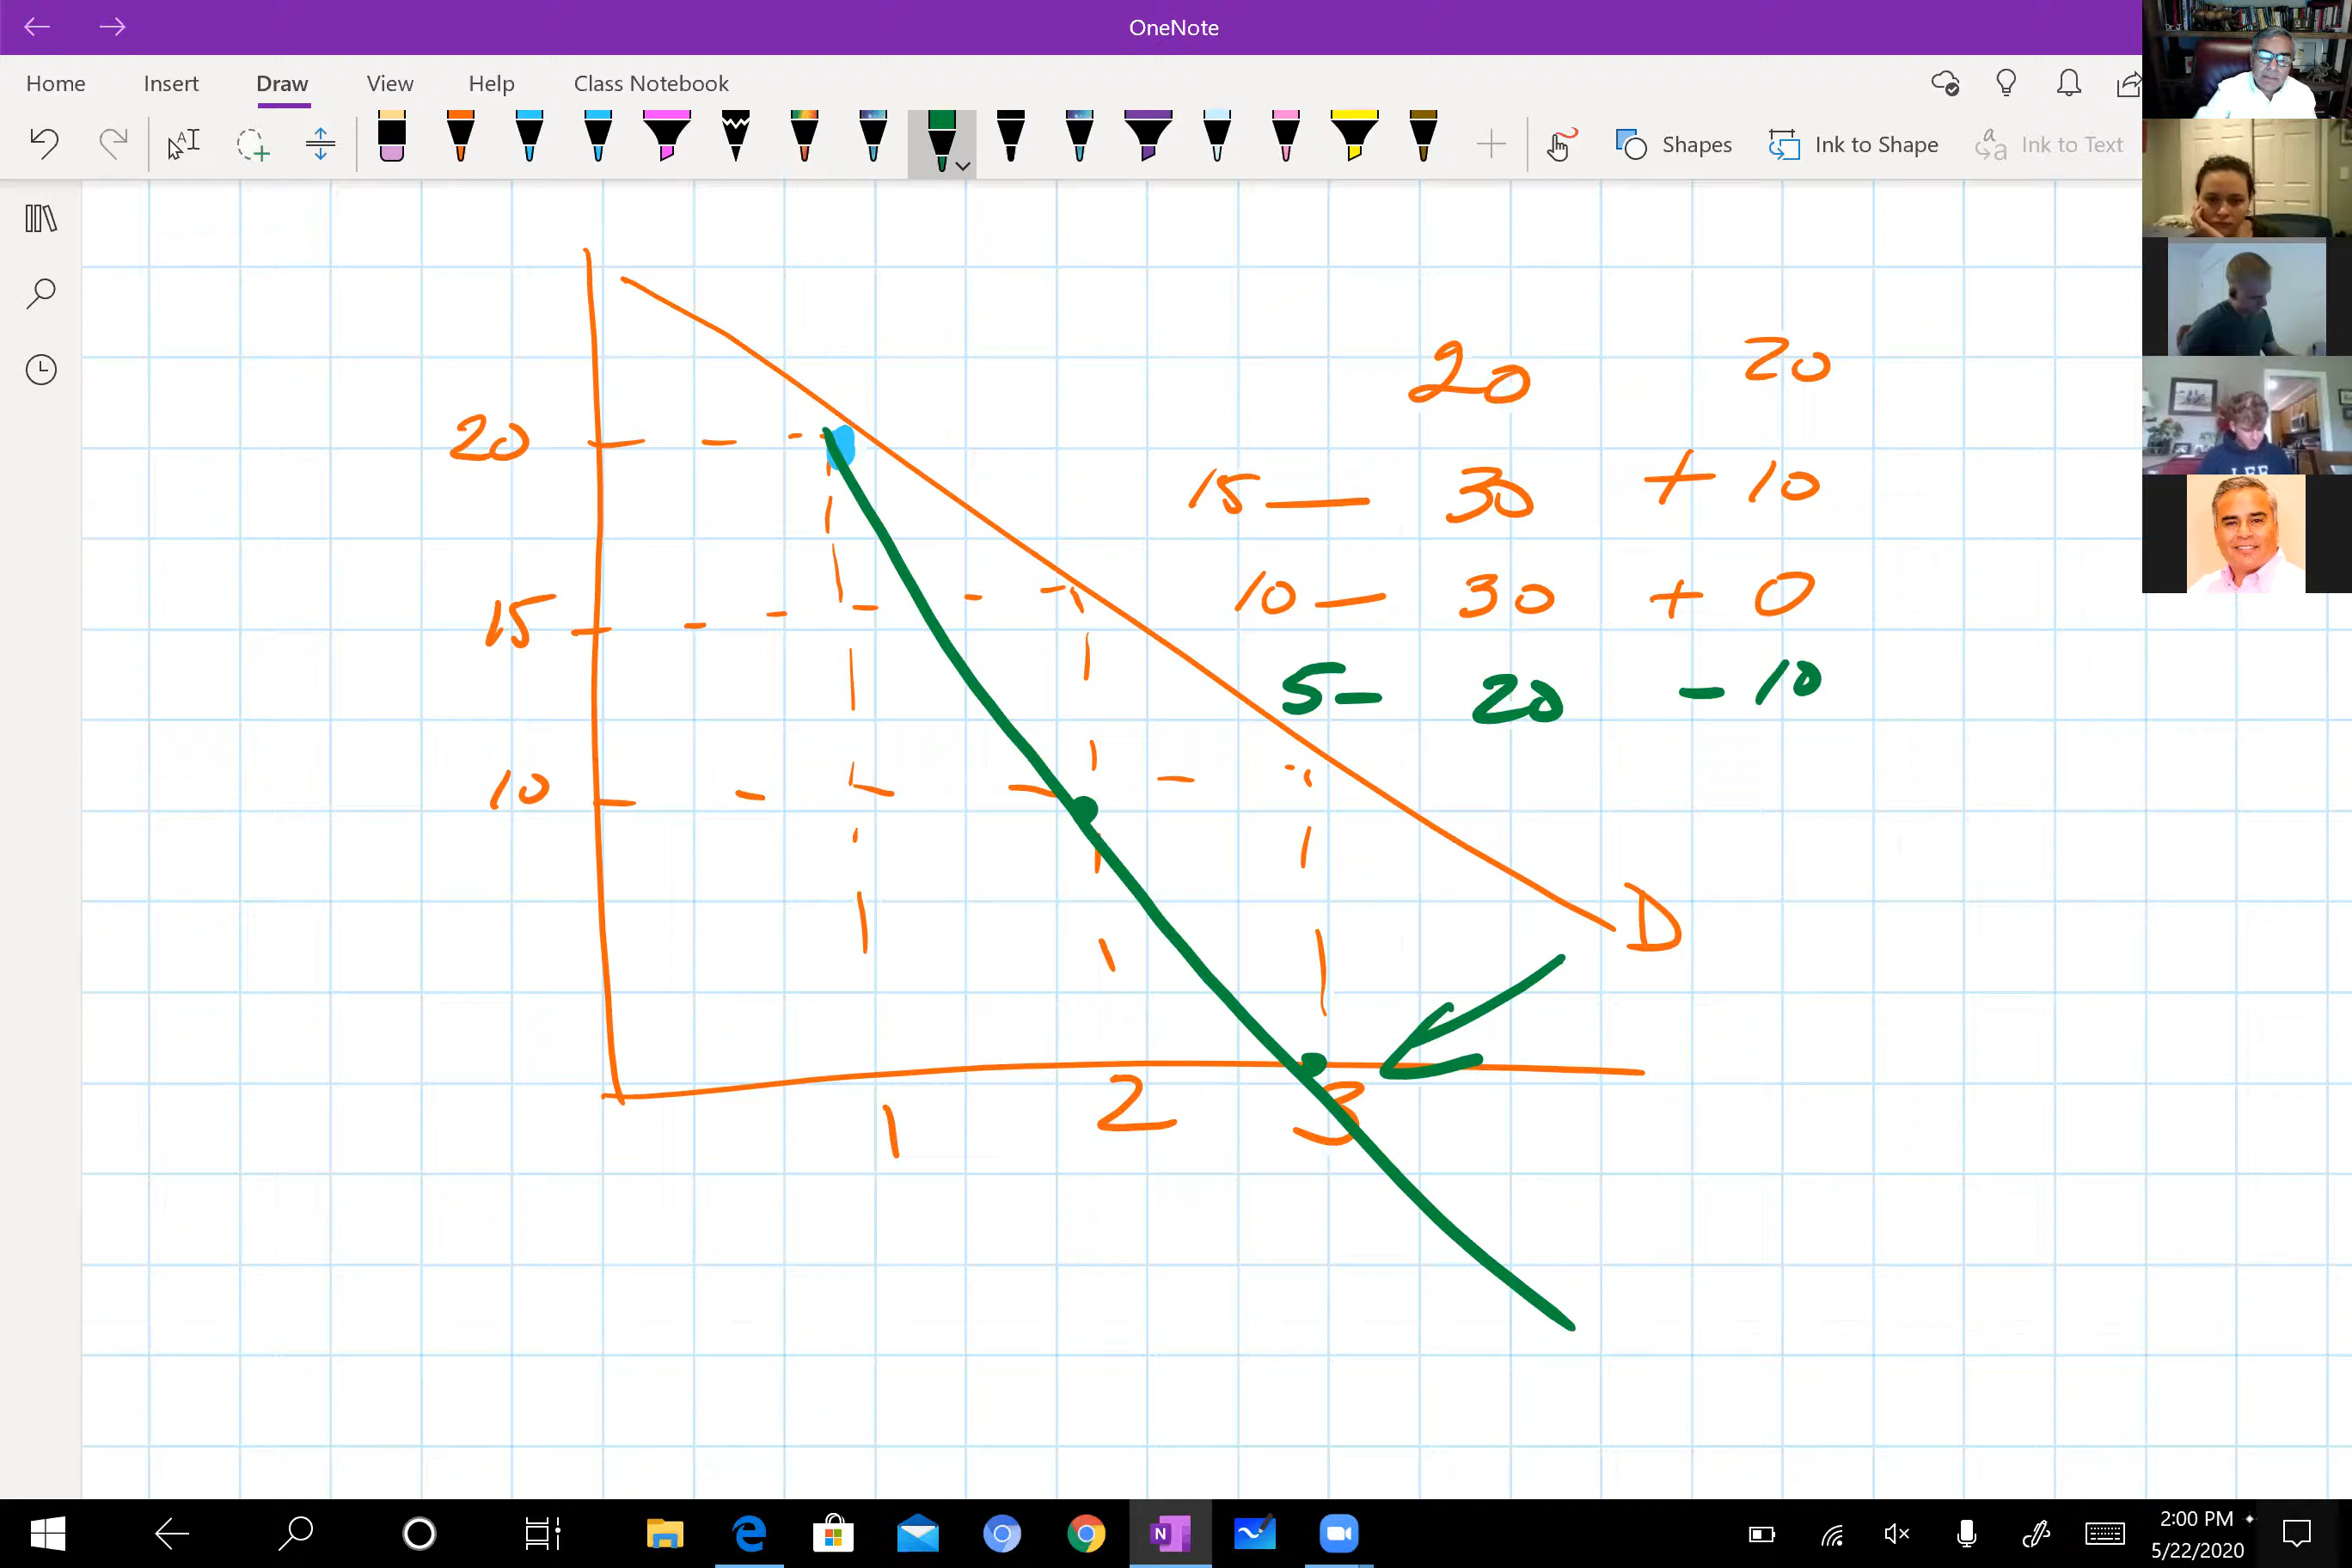 OneNote
Home Insert Draw View Help Class Notebook
Shapes Ink to Shape Ink to Text
20 20
20
15 — 30 + 10
15
10 — 30 + 0
5 - 20 - 10
10
D
1 2 3
LEE
2:00 PM
5/22/2020